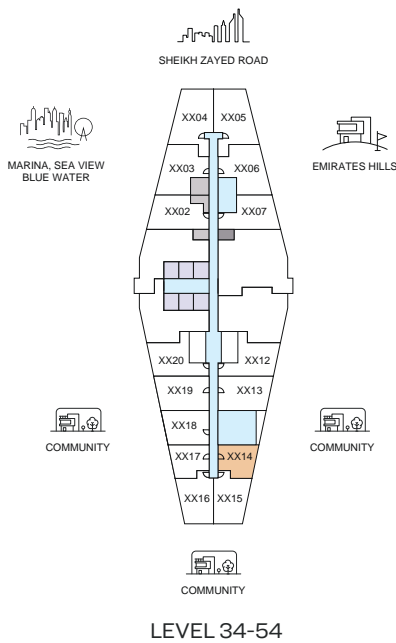 SHEIKH ZAYED ROAD
XX04 XX05
MARINA, SEA VIEW
BLUE WATER
EMIRATES HILLS
XX03 XX06
XX02 XX07
XX20 XX12
XX19 XX13
XX18
COMMUNITY
COMMUNITY
XX17 XX14
XX16 XX15
COMMUNITY
LEVEL 34-54